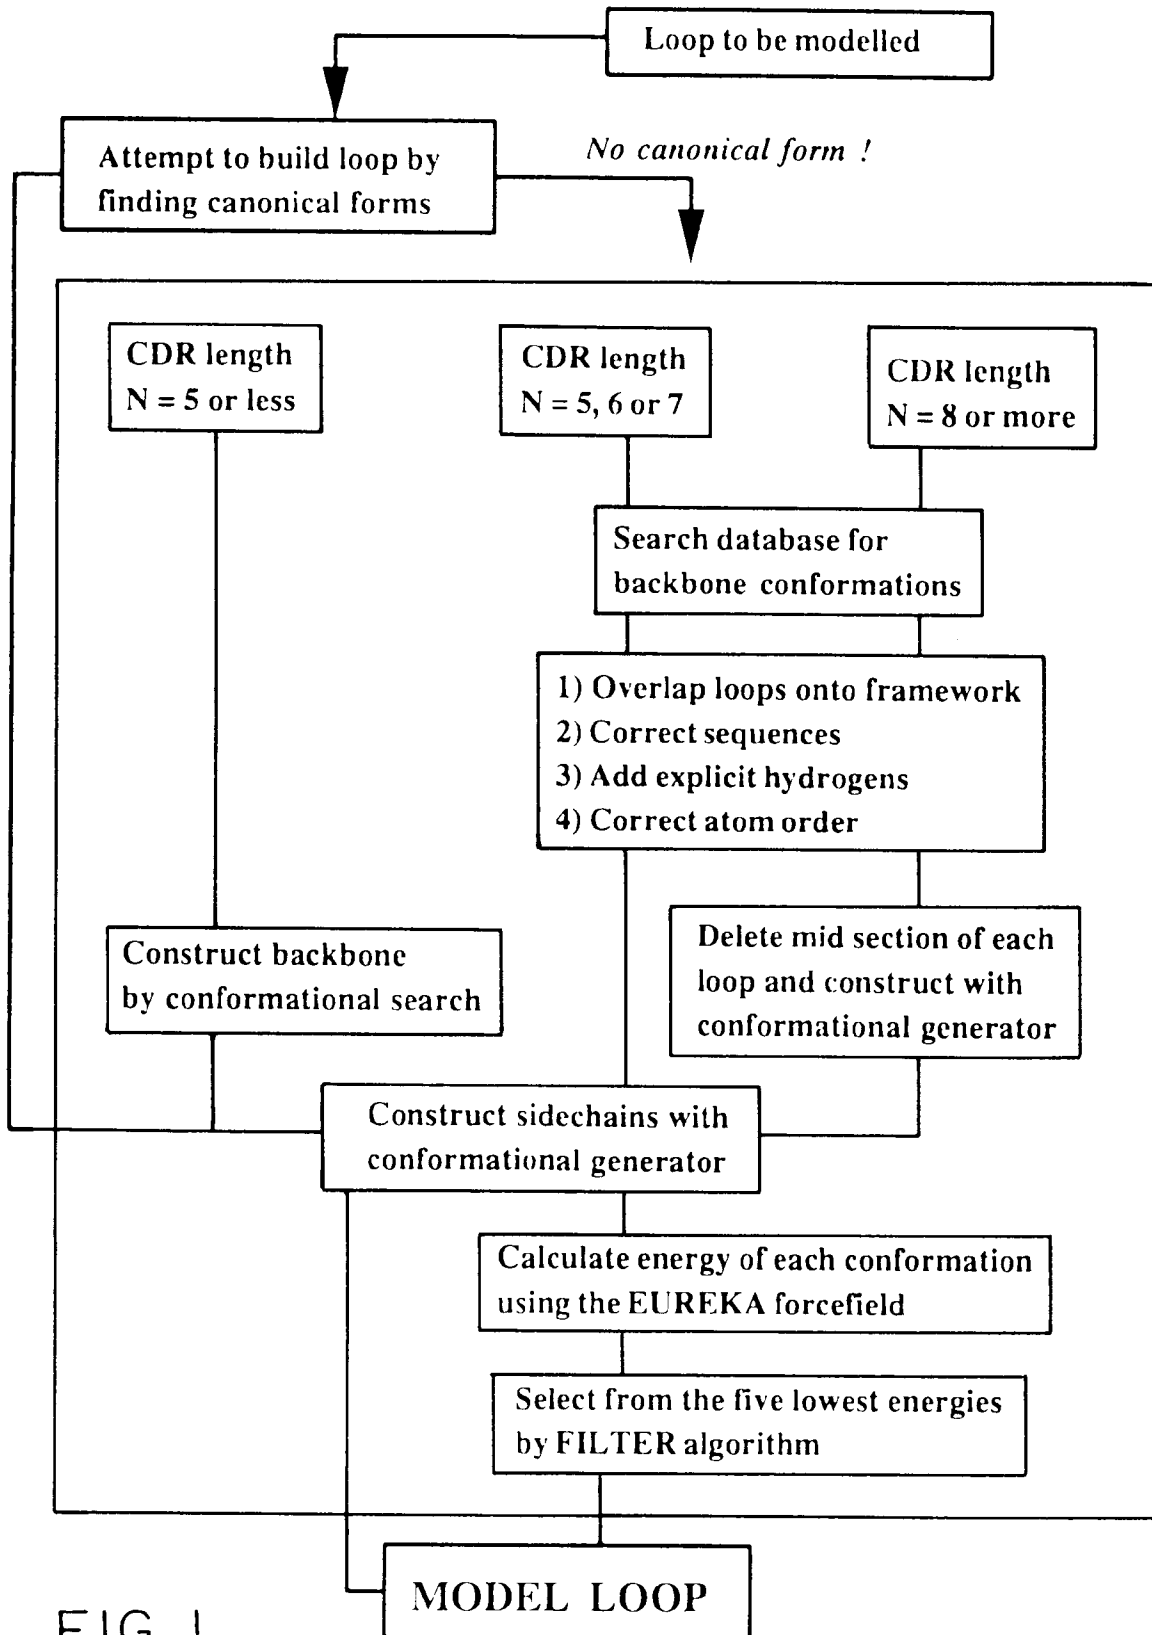 Loop to be modelled
Attempt to build loop by
finding canonical forms
No canonical form !
CDR length
N = 5 or less
CDR length
N = 5, 6 or 7
CDR length
N = 8 or more
Search database for
backbone conformations
1) Overlap loops onto framework
2) Correct sequences
3) Add explicit hydrogens
4) Correct atom order
Construct backbone
by conformational search
Delete mid section of each
loop and construct with
conformational generator
Construct sidechains with
conformational generator
Calculate energy of each conformation
using the EUREKA forcefield
Select from the five lowest energies
by FILTER algorithm
MODEL LOOP
FIG. 1